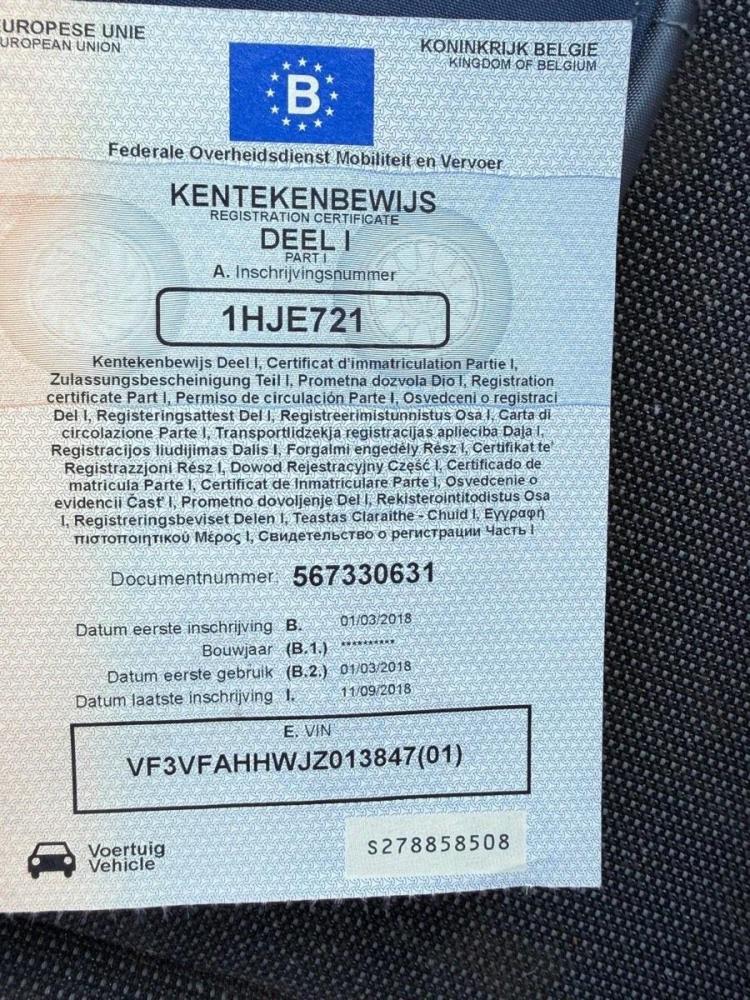 EUROPESE UNIE
EUROPEAN UNION
KONINKRIJK BELGIE
KINGDOM OF BELGIUM
B
Federale Overheidsdienst Mobiliteit en Vervoer
KENTEKENBEWIJS
REGISTRATION CERTIFICATE
DEEL I
PART I
A. Inschrijvingsnummer
1HJE721
Kentekenbewijs Deel I, Certificat d'immatriculation Partie I,
Zulassungsbescheinigung Teil I, Prometna dozvola Dio I, Registration
certificate Part I, Permiso de circulación Parte I, Osvedceni o registraci
Del I, Registeringsattest Del I, Registreerimistunnistus Osa I, Carta di
circolazione Parte I, Transportlidzekja registracijas aplieciba Daja I,
Registracijos liudijimas Dalis I, Forgalmi engedély Rész I, Certifikat te'
Registrazzjoni Rész I, Dowod Rejestracyjny Część I, Certificado de
matricula Parte I, Certificat de Inmatriculare Parte I, Osvedcenie o
evidencii Čast' I, Prometno dovoljenje Del I, Rekisterointitodistus Osa
I, Registreringsbeviset Delen I, Teastas Claraithe - Chuid I, Εγγραφή
πιστοποιητικού Μέρος I, Свидетельство о регистрации Часть I
Documentnummer: 567330631
Datum eerste inschrijving B. 01/03/2018
Bouwjaar (B.1.) **********
Datum eerste gebruik (B.2.) 01/03/2018
Datum laatste inschrijving I. 11/09/2018
E. VIN
VF3VFAHHWJZ013847(01)
Voertuig
Vehicle
S278858508